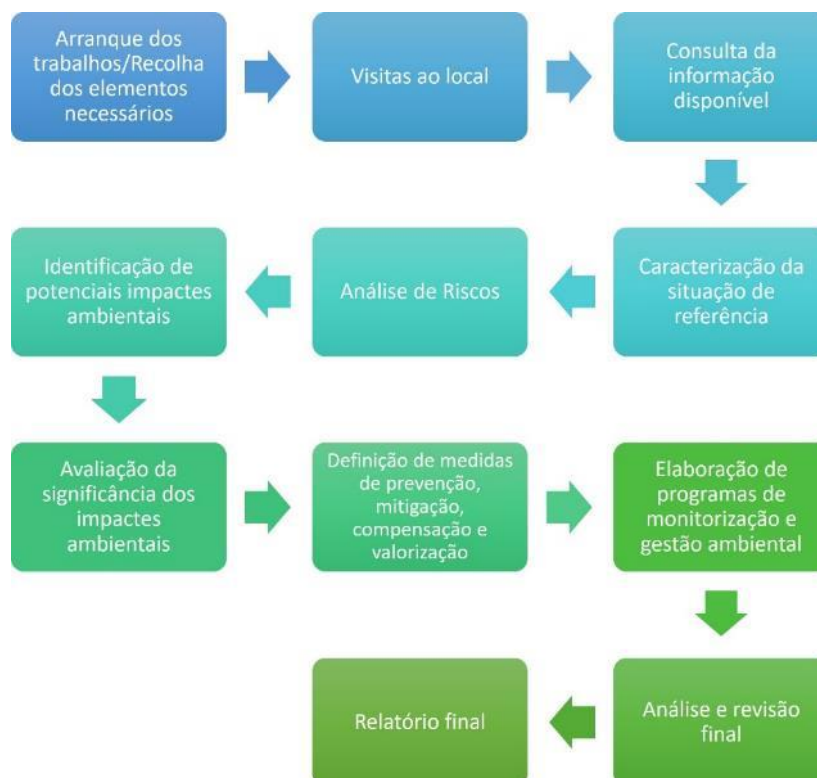 Arranque dos
trabalhos/Recolha
dos elementos
necessários
Visitas ao local
Consulta da
informação
disponível
Caracterização da
situação de
referência
Análise de Riscos
Identificação de
potenciais impactes
ambientais
Avaliação da
significância dos
impactes
ambientais
Definição de medidas
de prevenção,
mitigação,
compensação e
valorização
Elaboração de
programas de
monitorização e
gestão ambiental
Análise e revisão
final
Relatório final